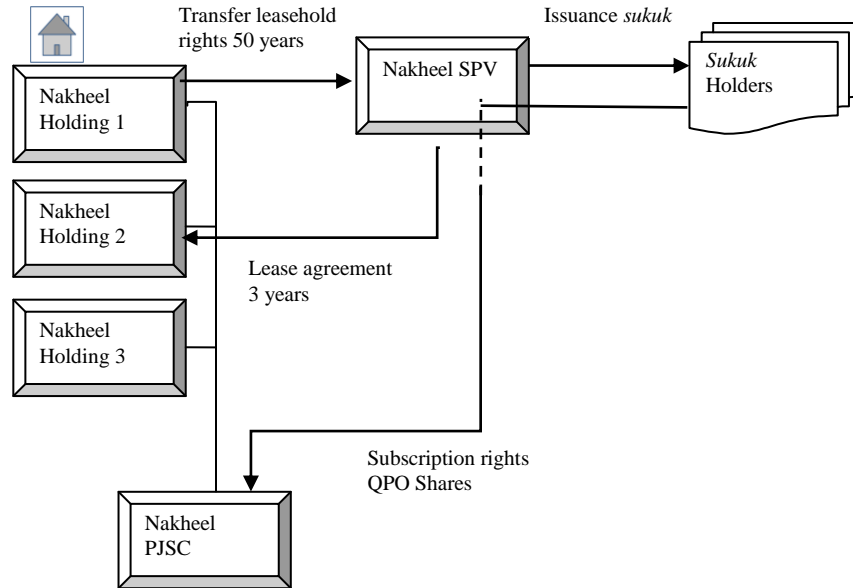 Transfer leasehold
rights 50 years
Issuance sukuk
Nakheel
Holding 1
Nakheel SPV
Sukuk
Holders
Nakheel
Holding 2
Lease agreement
3 years
Nakheel
Holding 3
Subscription rights
QPO Shares
Nakheel
PJSC